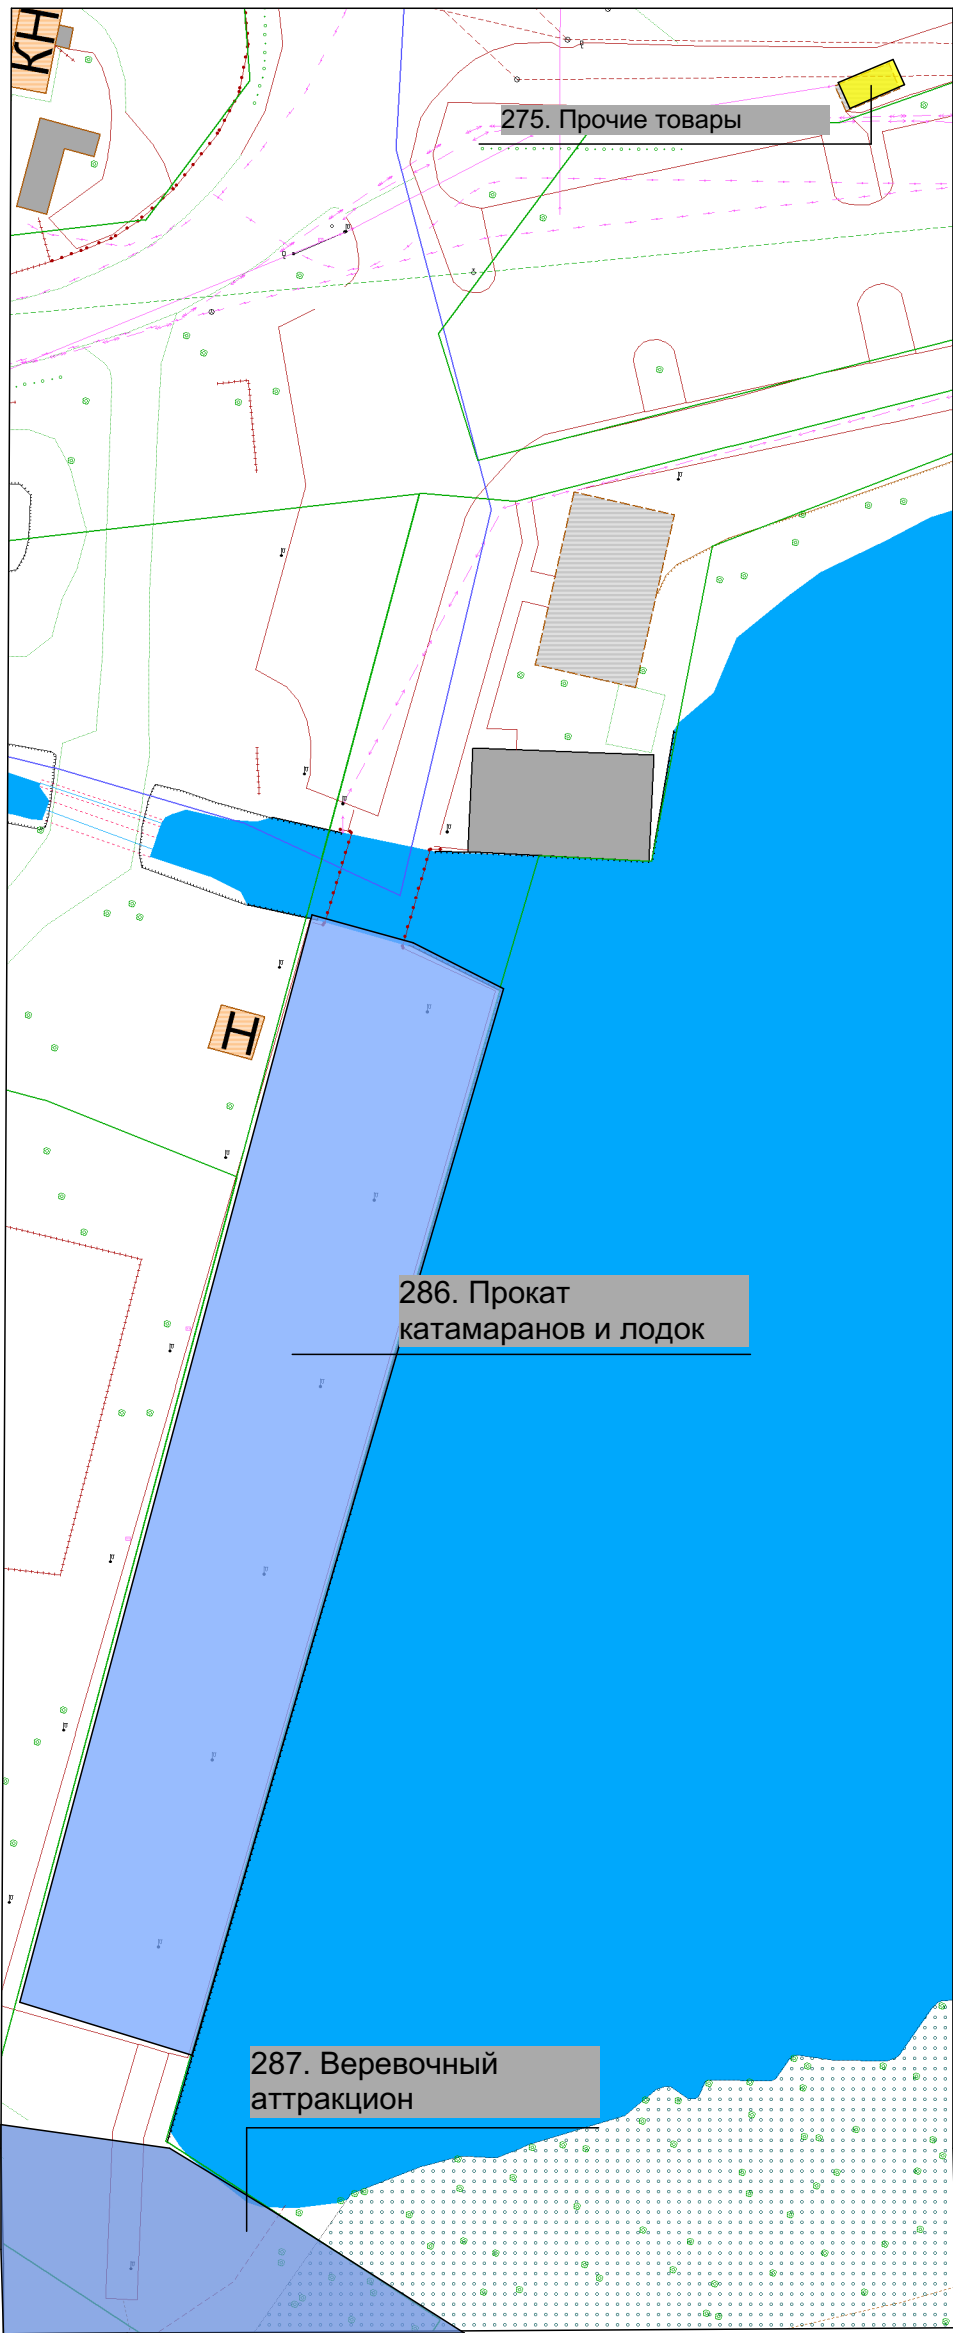 КН
275. Прочие товары
Н
286. Прокат
катамаранов и лодок
287. Веревочный
аттракцион